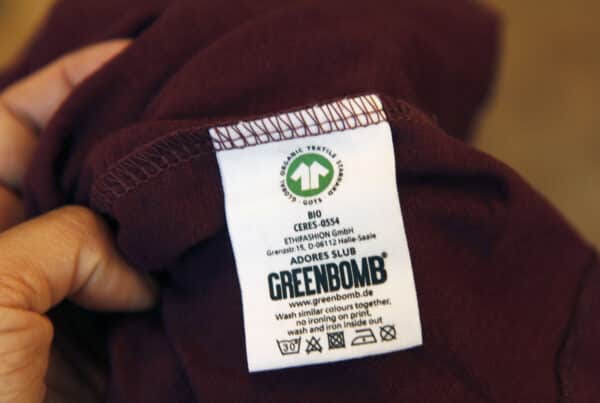 GLOBAL ORGANIC TEXTILE STANDARD
GOTS
BIO
CERES-0554
ETHIFASHION GmbH
Grenzstr.15, D-06112 Halle-Saale
ADORES SLUB
GREENBOMB®
www.greenbomb.de
Wash similar colours together,
no ironing on print,
wash and iron inside out
30°